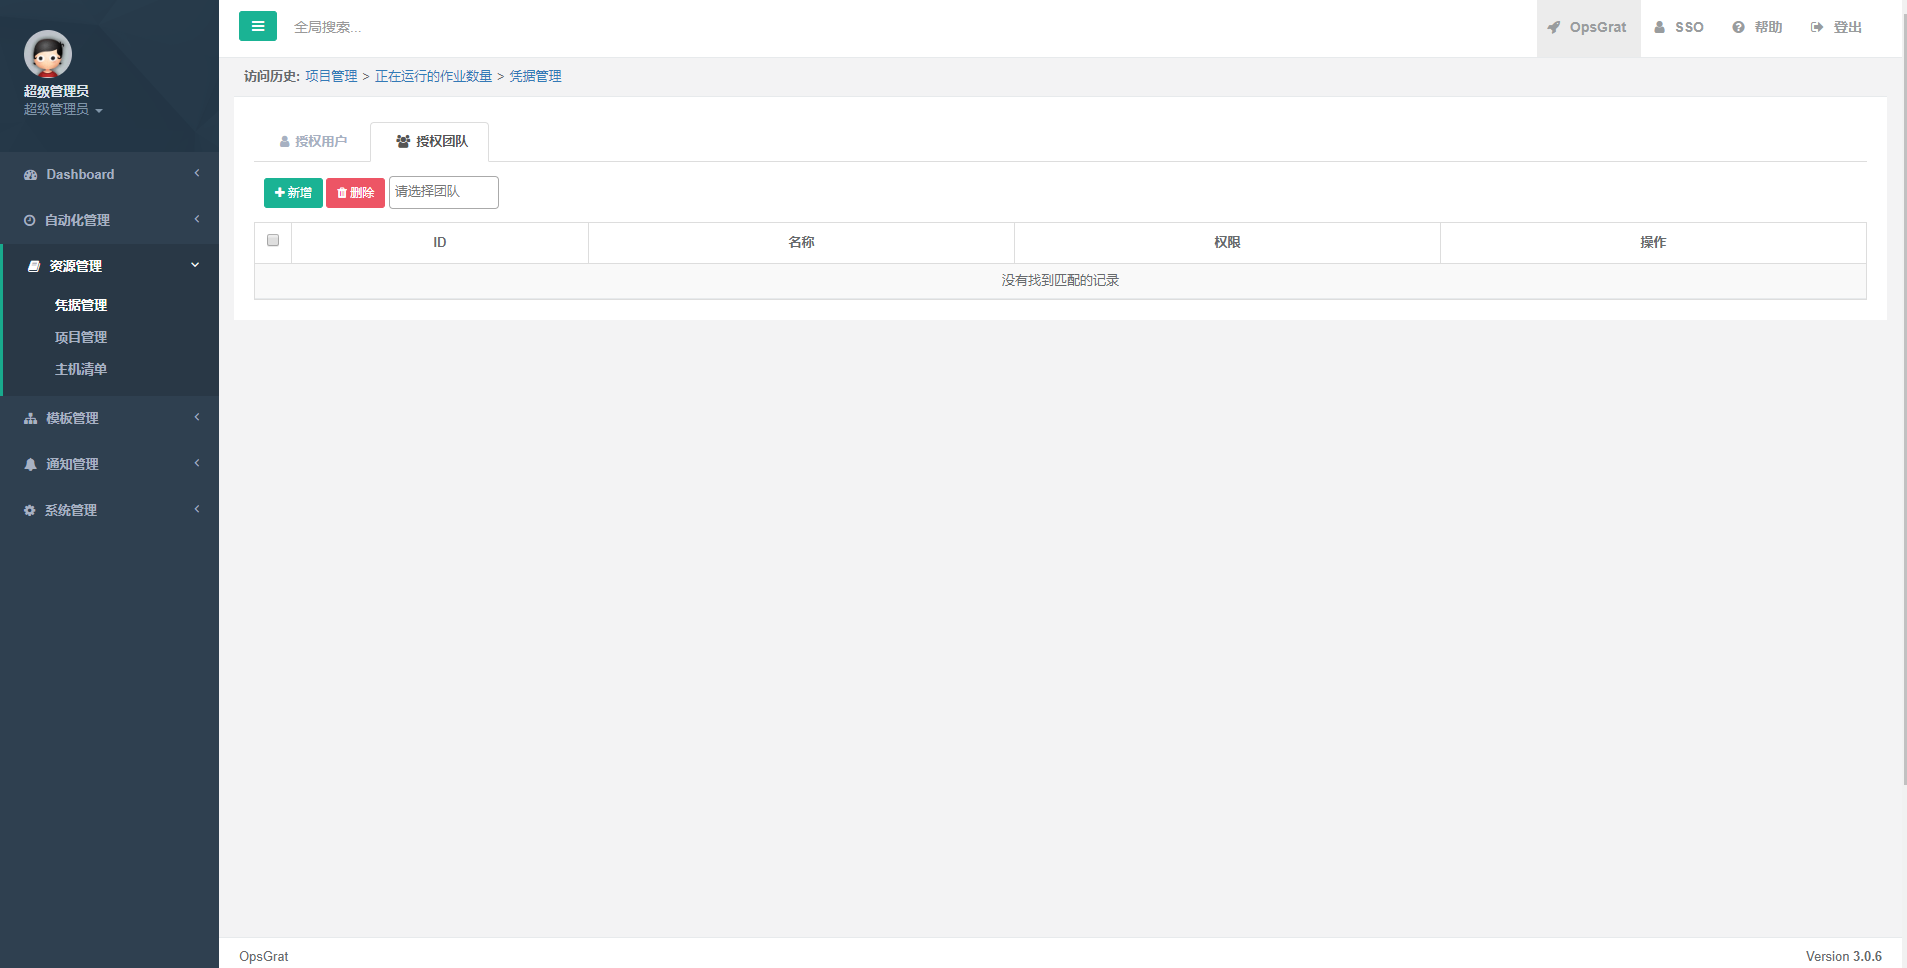 超级管理员
超级管理员
Dashboard
自动化管理
资源管理
凭据管理
项目管理
主机清单
模板管理
通知管理
系统管理
全局搜索...
OpsGrat SSO 帮助 登出
访问历史: 项目管理 > 正在运行的作业数量 > 凭据管理
授权用户 授权团队
新增 删除 请选择团队
ID 名称 权限 操作
没有找到匹配的记录
OpsGrat Version 3.0.6